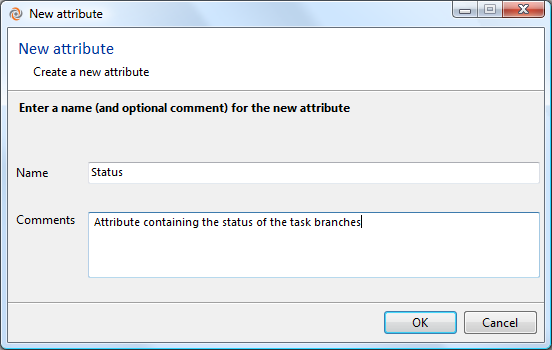 New attribute
New attribute
Create a new attribute
Enter a name (and optional comment) for the new attribute
Name
Status
Comments
Attribute containing the status of the task branches
OK
Cancel